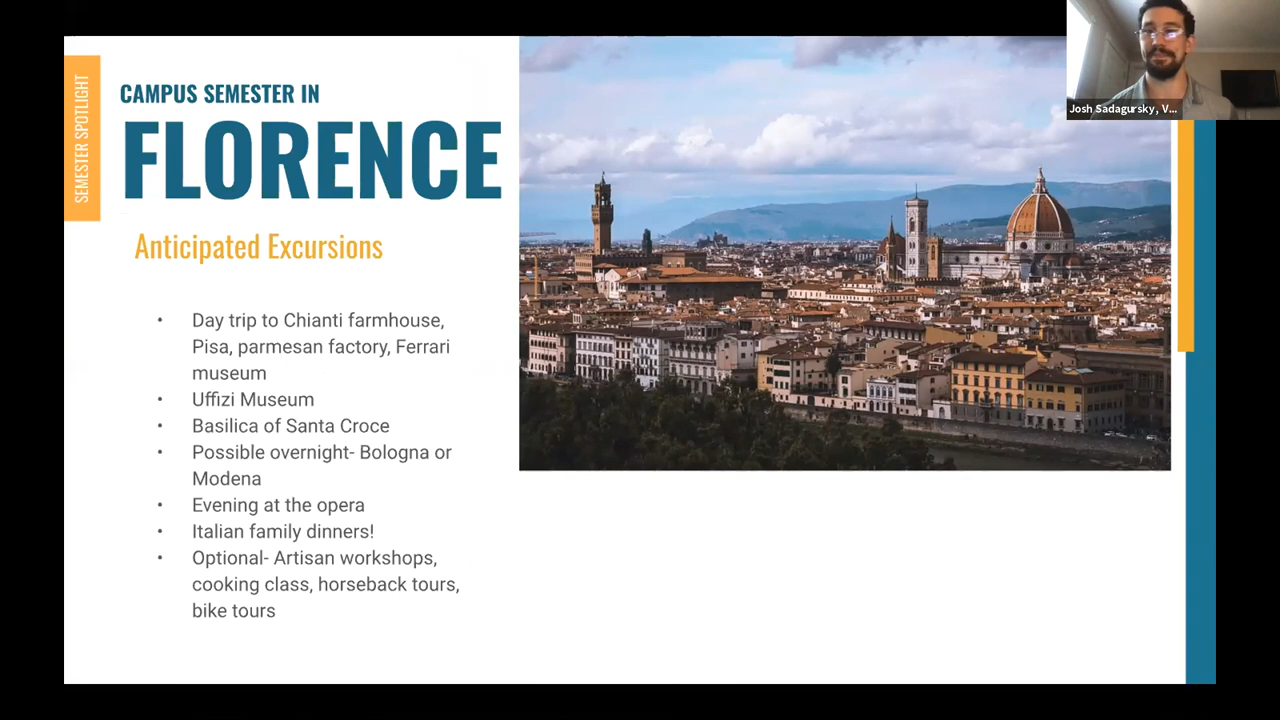 SEMESTER SPOTLIGHT
CAMPUS SEMESTER IN
FLORENCE
Anticipated Excursions
• Day trip to Chianti farmhouse,
Pisa, parmesan factory, Ferrari
museum
• Uffizi Museum
• Basilica of Santa Croce
• Possible overnight- Bologna or
Modena
• Evening at the opera
• Italian family dinners!
• Optional- Artisan workshops,
cooking class, horseback tours,
bike tours
Josh Sadagursky, V...